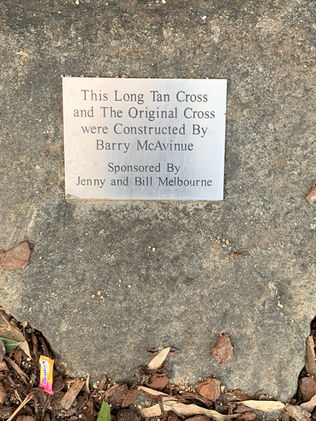 This Long Tan Cross
and The Original Cross
were Constructed By
Barry McAvinue
Sponsored By
Jenny and Bill Melbourne